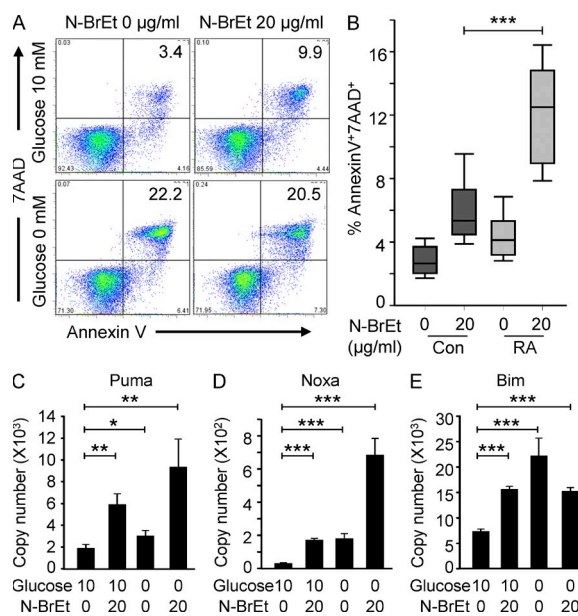 A N-BrEt 0 µg/ml N-BrEt 20 µg/ml
7AAD
Glucose 10 mM
0.03
3.4
92.43
4.16
0.10
9.9
85.59
4.44
Glucose 0 mM
0.07
22.2
71.30
6.41
0.24
20.5
71.95
7.30
Annexin V
B
***
% AnnexinV+7AAD+
16
12
8
4
0
N-BrEt 0 20 0 20
(µg/ml) Con RA
C Puma
**
*
**
Copy number (X10³)
12
10
8
6
4
2
0
Glucose 10 10 0 0
N-BrEt 0 20 0 20
D Noxa
***
***
***
Copy number (X10²)
10
8
6
4
2
0
10 10 0 0
0 20 0 20
E Bim
***
***
***
Copy number (X10³)
30
25
20
15
10
5
0
10 10 0 0
0 20 0 20